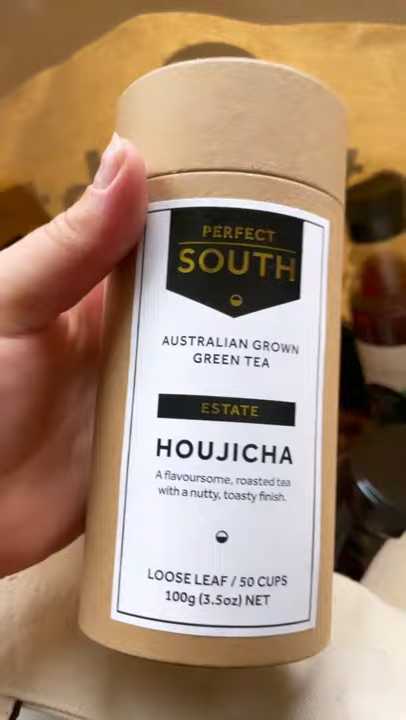 PERFECT
SOUTH
AUSTRALIAN GROWN
GREEN TEA
ESTATE
HOUJICHA
A flavoursome, roasted tea
with a nutty, toasty finish.
LOOSE LEAF / 50 CUPS
100g (3.5oz) NET